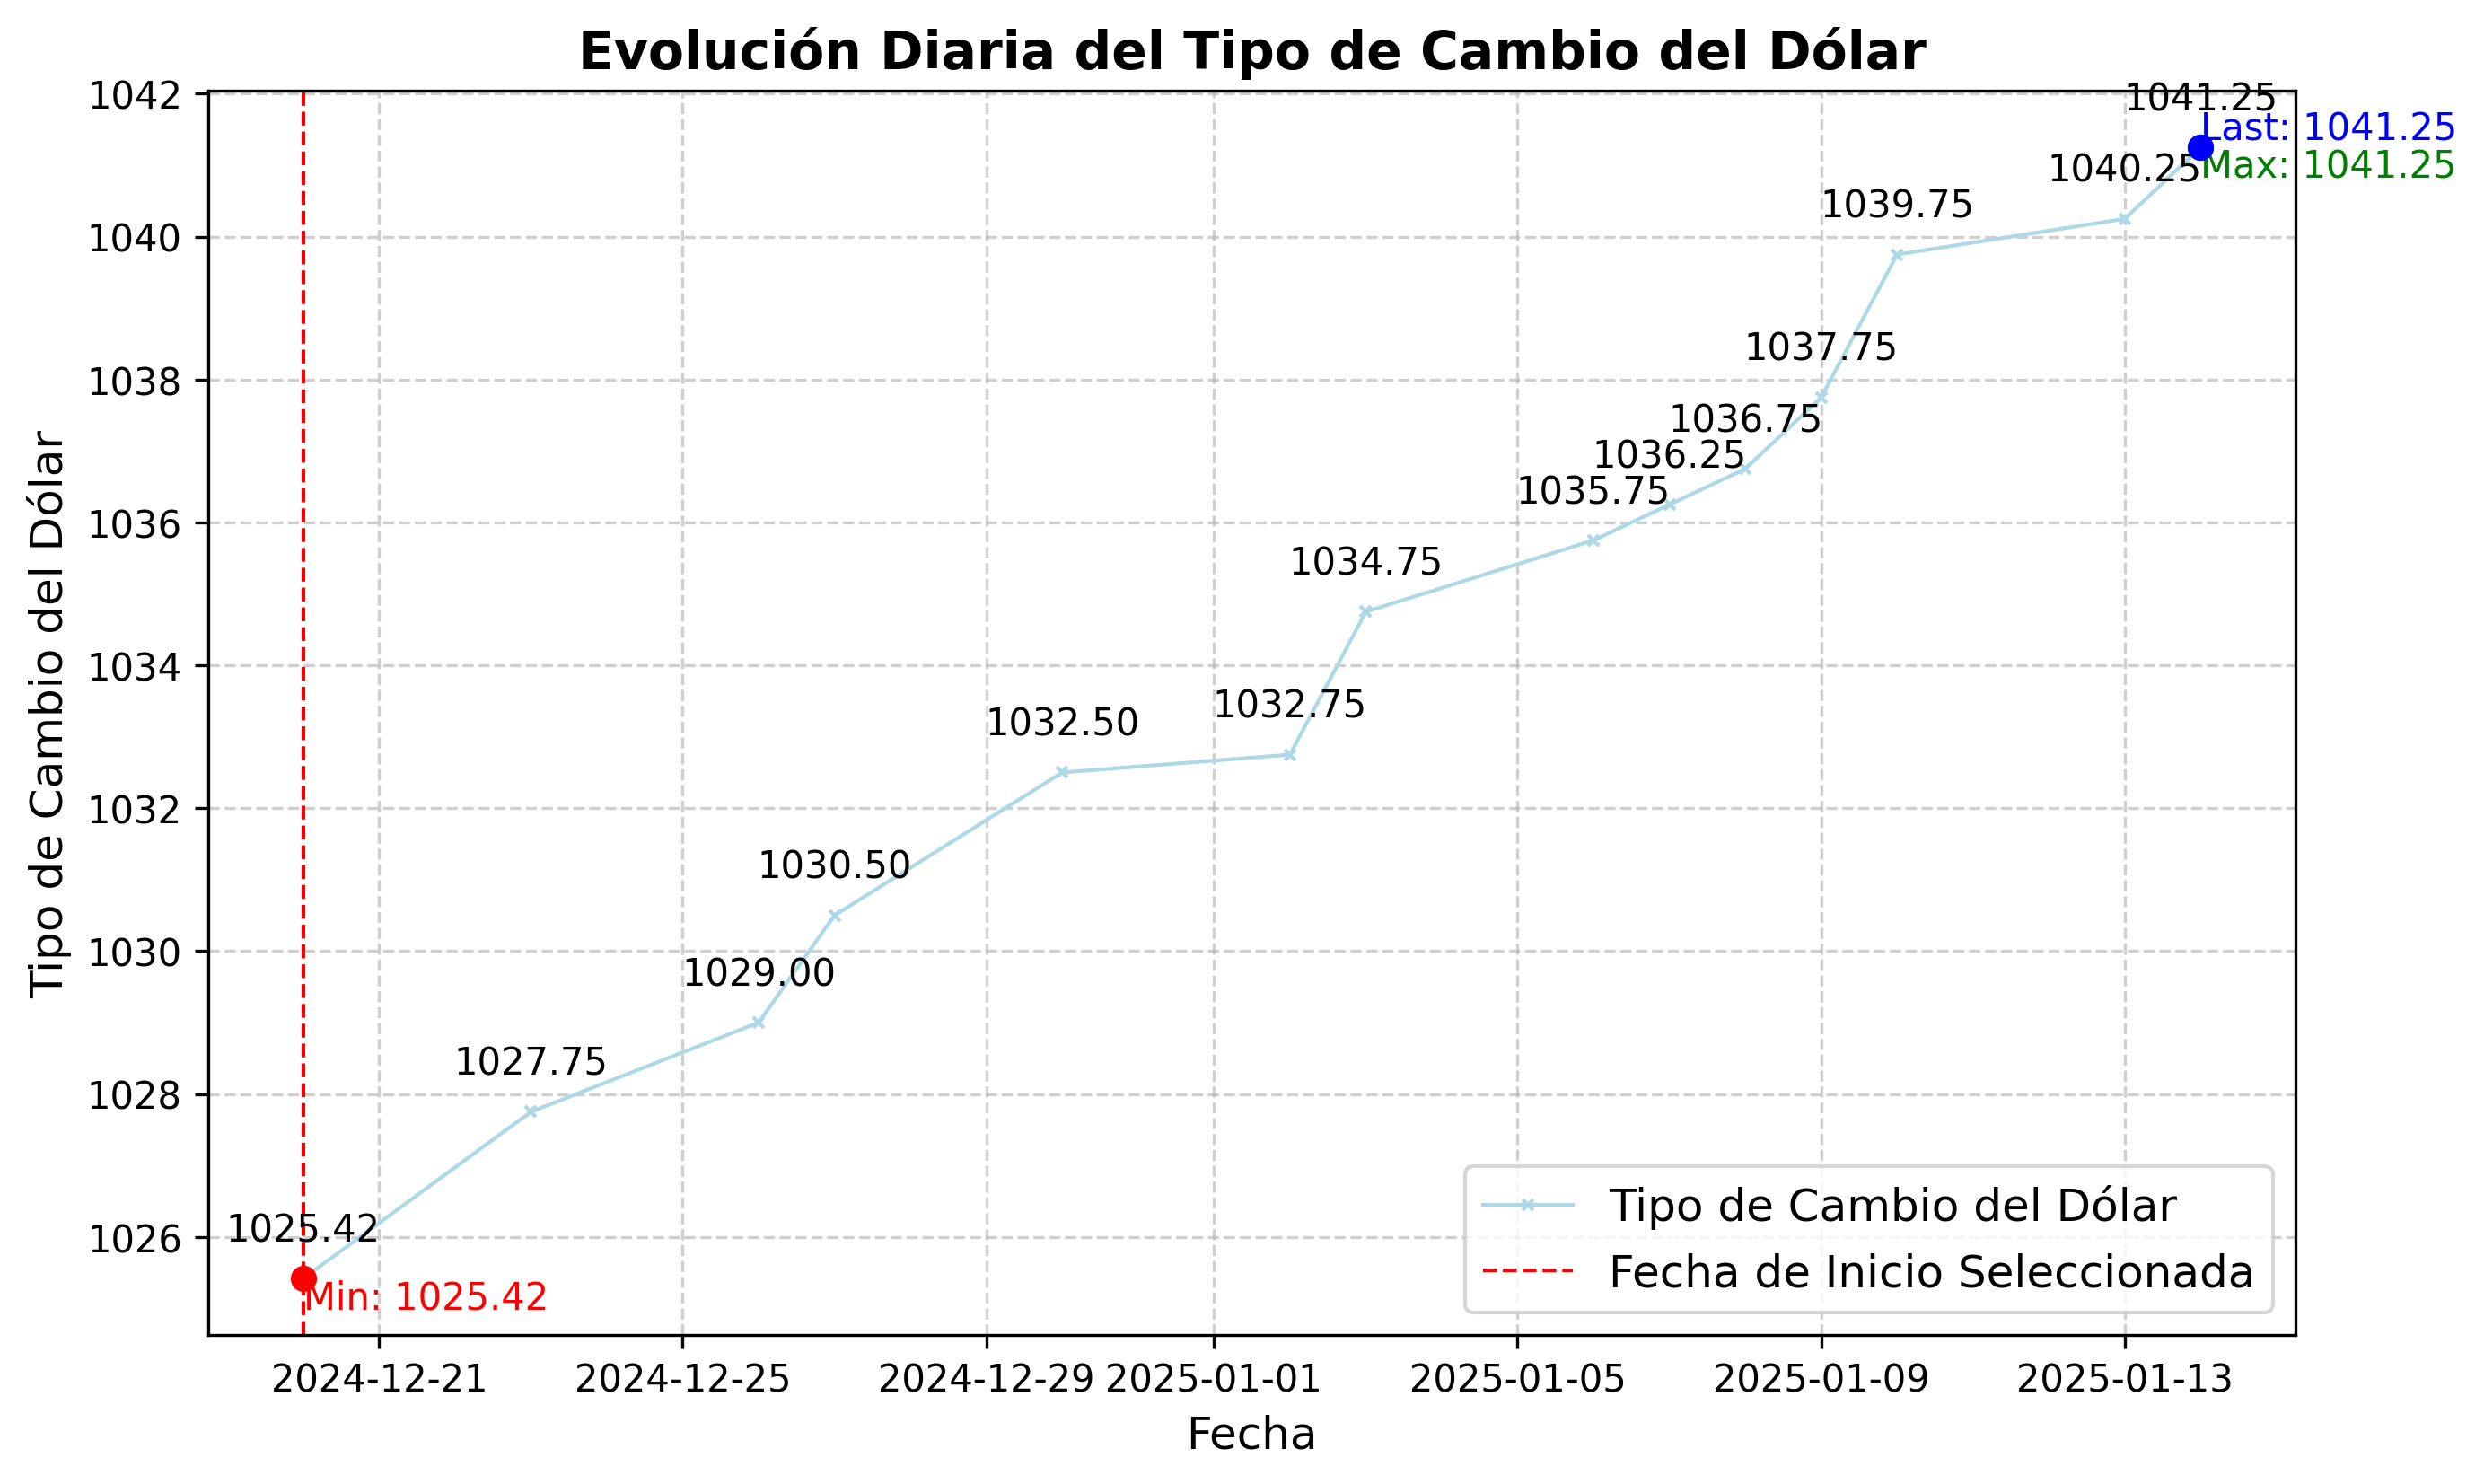 Evolución Diaria del Tipo de Cambio del Dólar
1042
1040
1038
1036
1034
1032
1030
1028
1026
Tipo de Cambio del Dólar
1025.42
Min: 1025.42
1027.75
1029.00
1030.50
1032.50
1032.75
1034.75
1035.75
1036.25
1036.75
1037.75
1039.75
1040.25
1041.25
Last: 1041.25
Max: 1041.25
Tipo de Cambio del Dólar
Fecha de Inicio Seleccionada
2024-12-21 2024-12-25 2024-12-29 2025-01-01 2025-01-05 2025-01-09 2025-01-13
Fecha